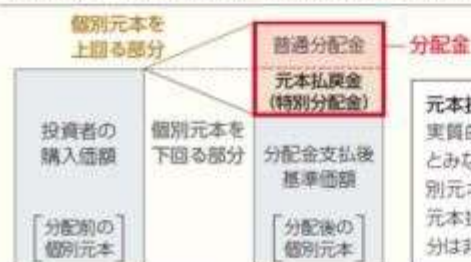 個別元本を
上回る部分
普通分配金
分配金
元本払戻金
(特別分配金)
投資者の
購入価額
個別元本を
下回る部分
分配金支払後
基準価額
分配前の
個別元本
分配後の
個別元本
元本払
実質的
とみな
別元本
元本払
分は非